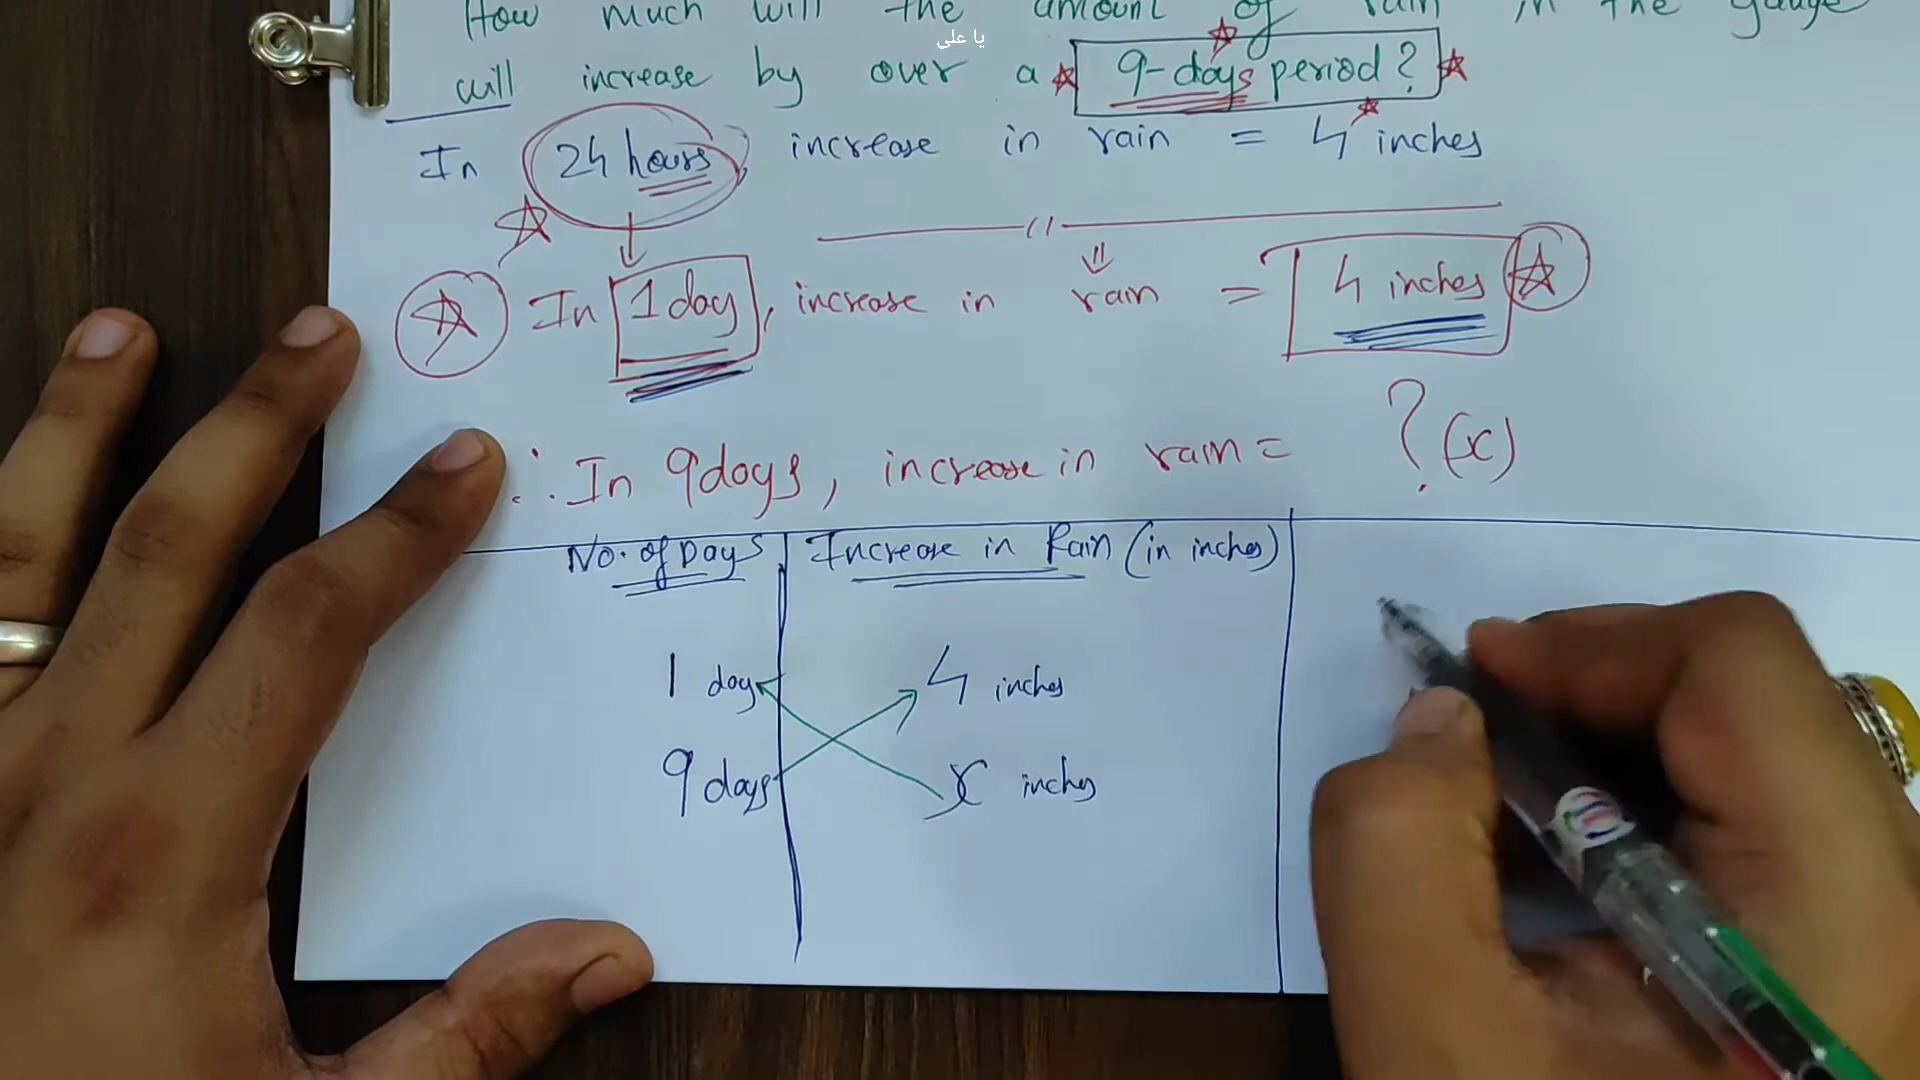 How much will the amount of rain in the gauge
يا على
will increase by over a 9-days period?
In 24 hours, increase in rain = 4 inches
In 1 day, increase in rain = 4 inches
∴ In 9 days, increase in rain = ? (x)
No. of Days Increase in Rain (in inches)
1 day 4 inches
9 days x inches